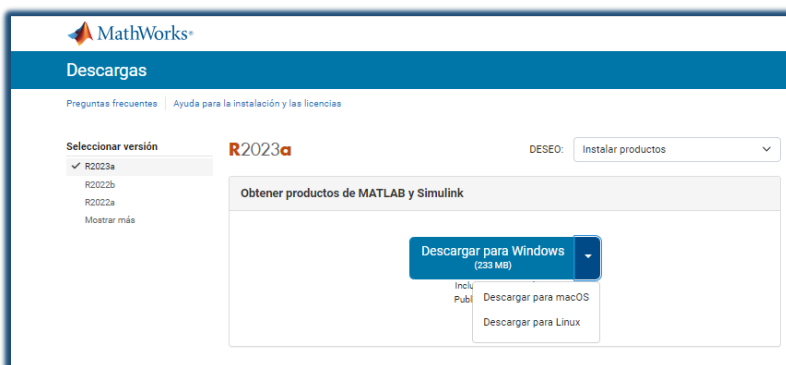 MathWorks®
Descargas
Preguntas frecuentes Ayuda para la instalación y las licencias
Seleccionar versión
R2023a
R2022b
R2022a
Mostrar más
R2023a
DESEO: Instalar productos
Obtener productos de MATLAB y Simulink
Descargar para Windows
(233 MB)
Descargar para macOS
Descargar para Linux